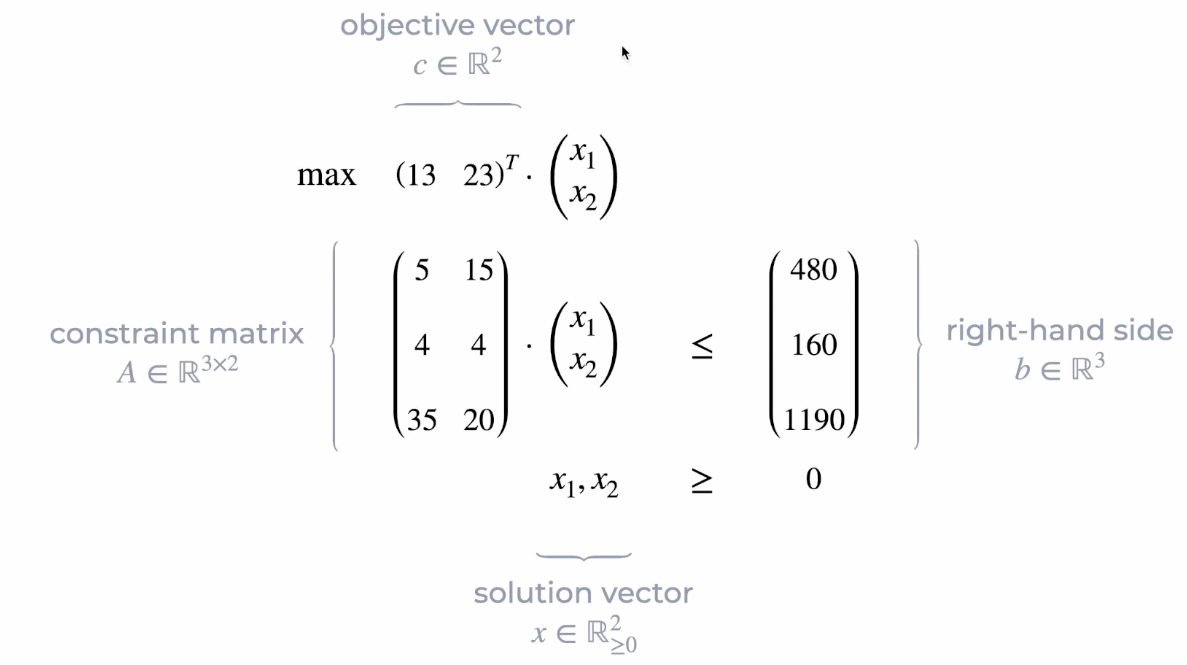 objective vector
c ∈ ℝ²
max (13 23)ᵀ · (x₁ x₂)
constraint matrix
A ∈ ℝ³ˣ²
5 15
4 4
35 20
· (x₁ x₂)
≤
480
160
1190
right-hand side
b ∈ ℝ³
x₁, x₂ ≥ 0
solution vector
x ∈ ℝ²≥0